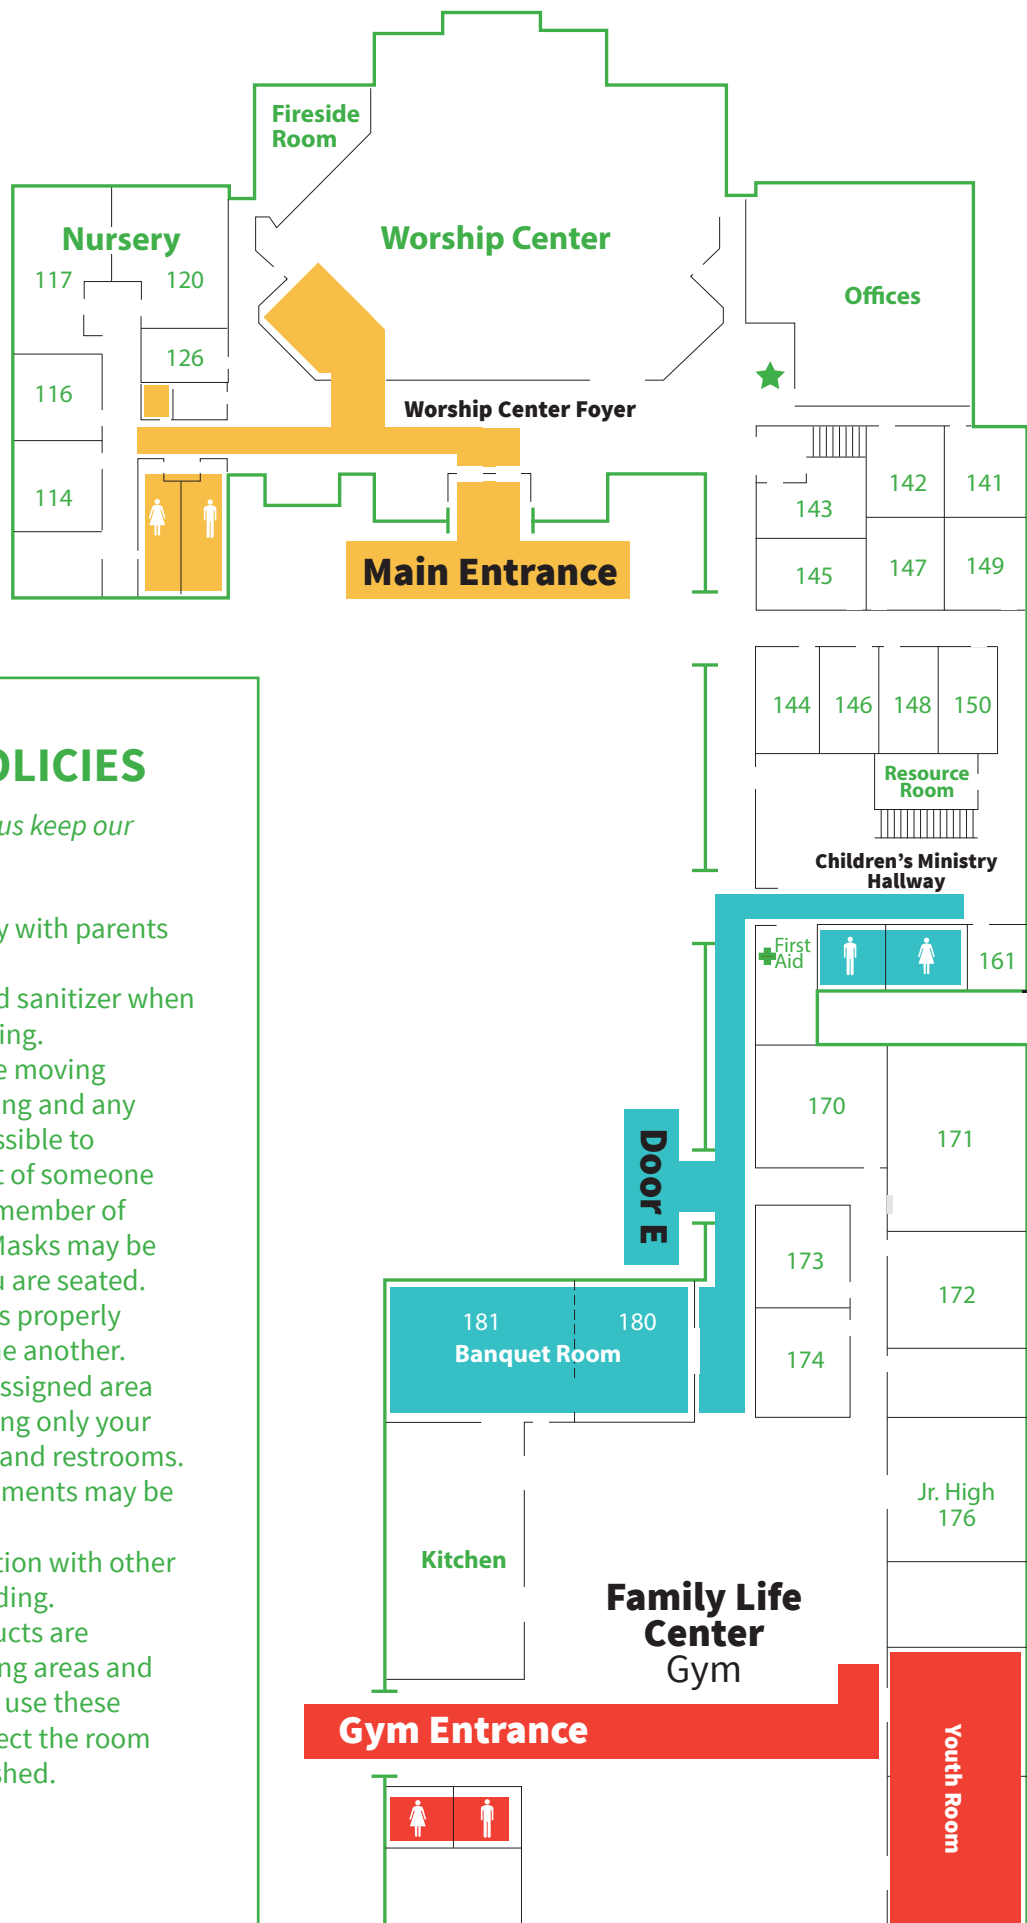 Fireside
Room
Nursery
Worship Center
117
120
Offices
126
116
Worship Center Foyer
114
142
141
143
147
149
145
Main Entrance
144
146
148
150
Resource
Room
OLICIES
us keep our
Children's Ministry
Hallway
y with parents
First
Aid
161
d sanitizer when
ing.
e moving
ng and any
ssible to
t of someone
member of
Masks may be
u are seated.
s properly
ne another.
ssigned area
ng only your
and restrooms.
ments may be
tion with other
ding.
ucts are
ng areas and
use these
ect the room
shed.
170
171
Door E
173
172
181
180
Banquet Room
174
Jr. High
176
Kitchen
Family Life
Center
Gym
Gym Entrance
Youth Room